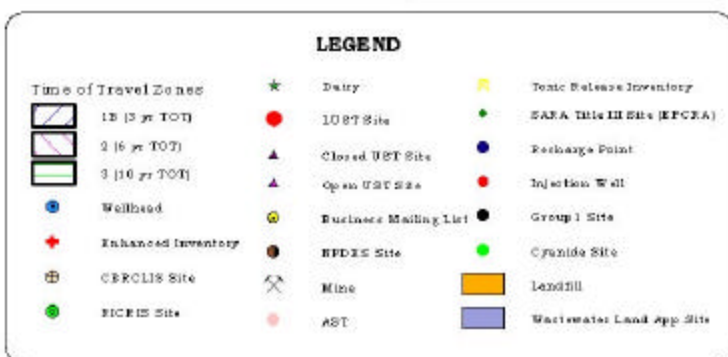 LEGEND
Time of Travel Zones
1B (3 yr TOT)
2 (6 yr TOT)
3 (10 yr TOT)
Wellhead
Enhanced Inventory
CERCLIS Site
RICRIS Site
Dairy
LUST Site
Closed UST Site
Open UST Site
Business Mailing List
NPDES Site
Mine
AST
Toxic Release Inventory
SARA Title III Site (EPCRA)
Recharge Point
Injection Well
Group 1 Site
Cyanide Site
Landfill
Wastewater Land App Site